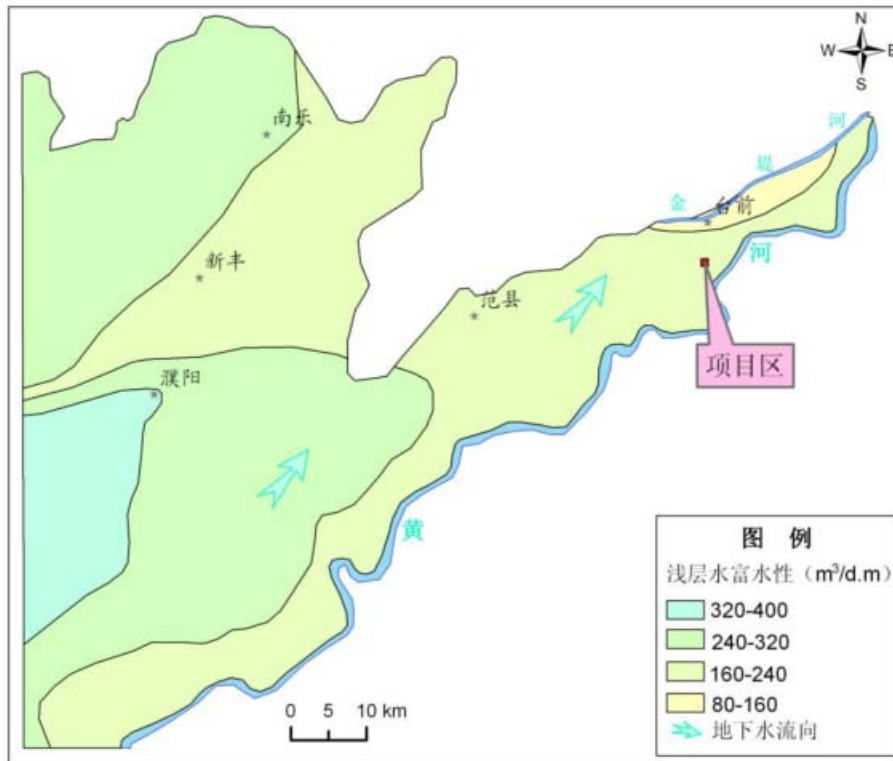 N
W E
S
南乐
河
堤
金
台前
河
新丰
范县
项目区
濮阳
黄
图 例
浅层水富水性（m³/d.m）
320-400
240-320
160-240
80-160
地下水流向
0 5 10 km